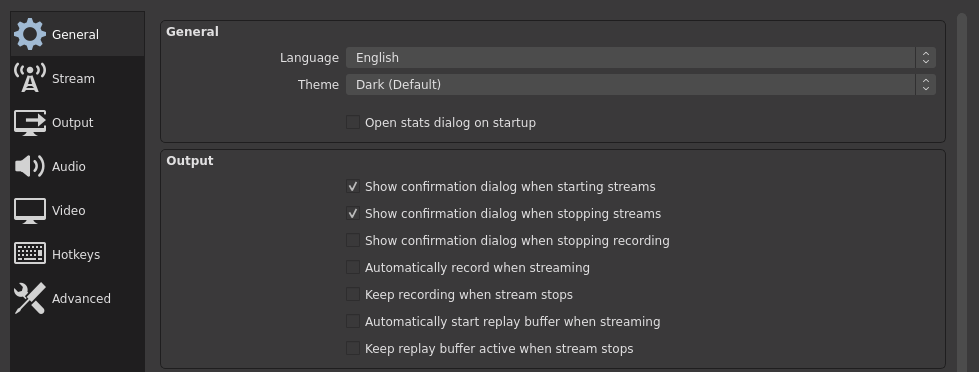 General
Stream
Output
Audio
Video
Hotkeys
Advanced
General
Language English
Theme Dark (Default)
Open stats dialog on startup
Output
Show confirmation dialog when starting streams
Show confirmation dialog when stopping streams
Show confirmation dialog when stopping recording
Automatically record when streaming
Keep recording when stream stops
Automatically start replay buffer when streaming
Keep replay buffer active when stream stops